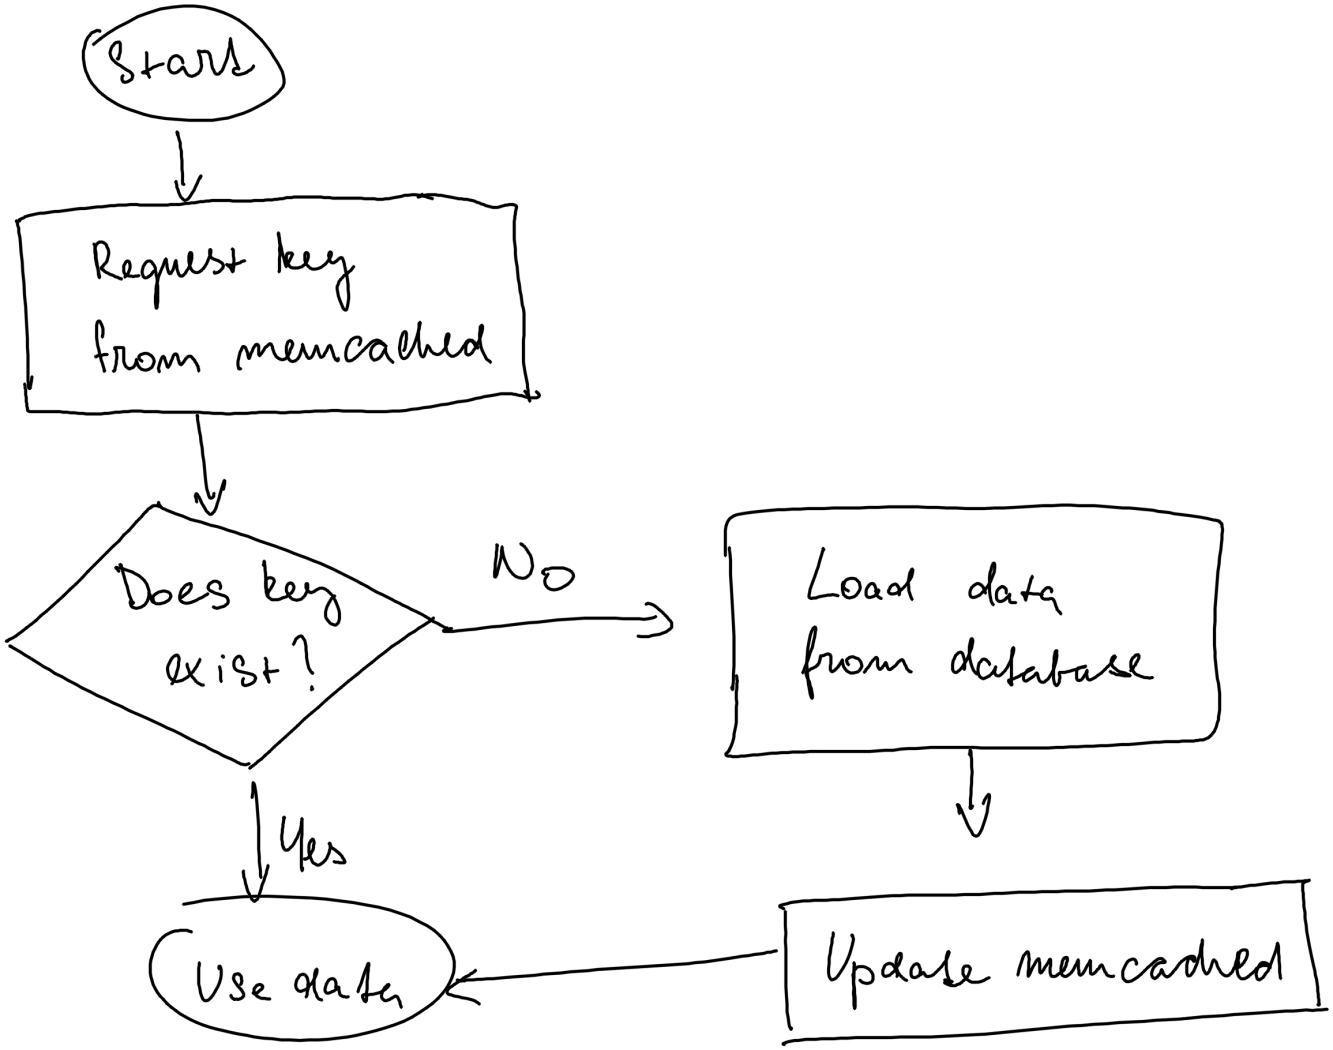 Start
Request key
from memcached
Does key
exist?
No
Load data
from database
Yes
Use data
Update memcached